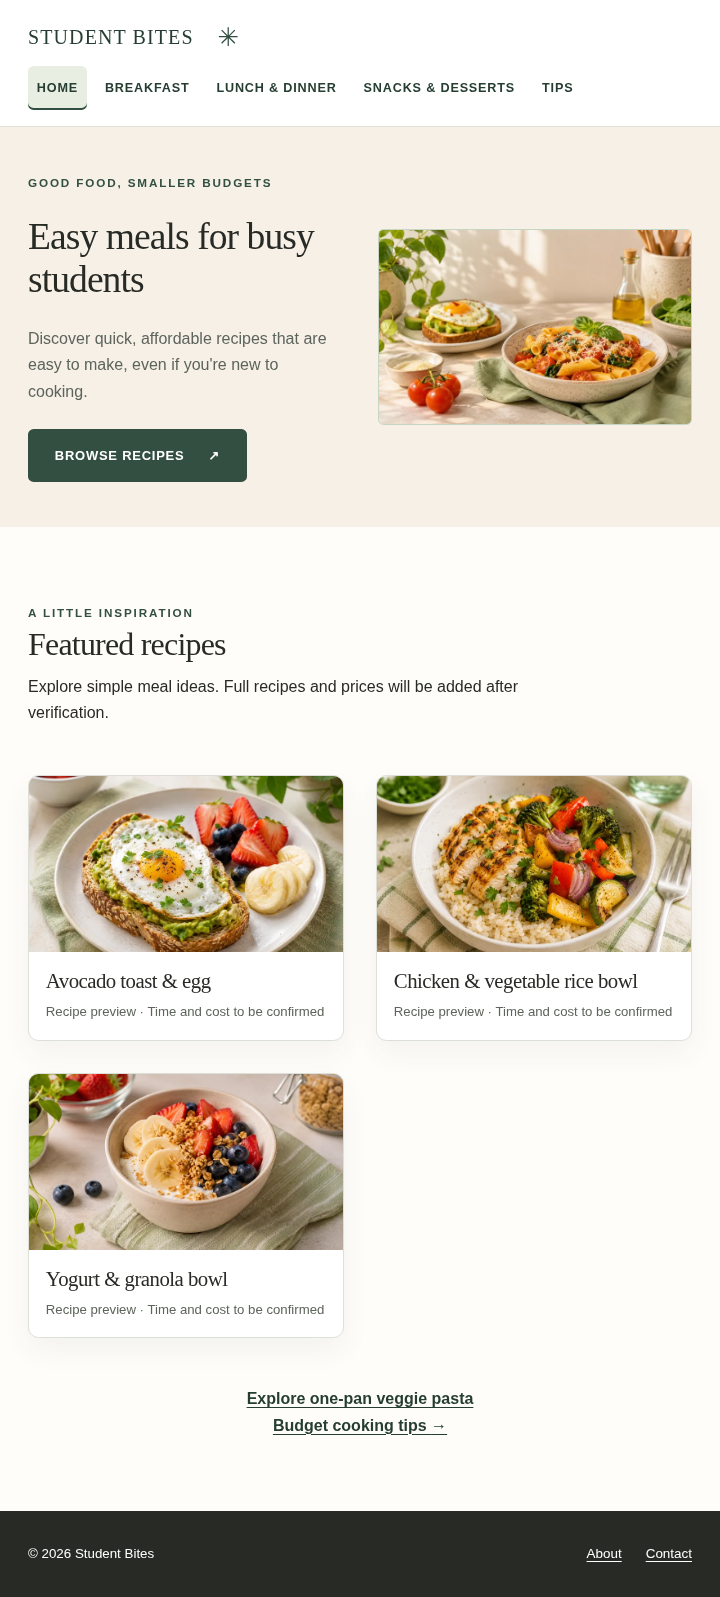 STUDENT BITES
HOME BREAKFAST LUNCH & DINNER SNACKS & DESSERTS TIPS
GOOD FOOD, SMALLER BUDGETS
Easy meals for busy
students
Discover quick, affordable recipes that are
easy to make, even if you're new to
cooking.
BROWSE RECIPES ↗
A LITTLE INSPIRATION
Featured recipes
Explore simple meal ideas. Full recipes and prices will be added after
verification.
Avocado toast & egg
Recipe preview · Time and cost to be confirmed
Chicken & vegetable rice bowl
Recipe preview · Time and cost to be confirmed
Yogurt & granola bowl
Recipe preview · Time and cost to be confirmed
Explore one-pan veggie pasta
Budget cooking tips →
© 2026 Student Bites
About Contact